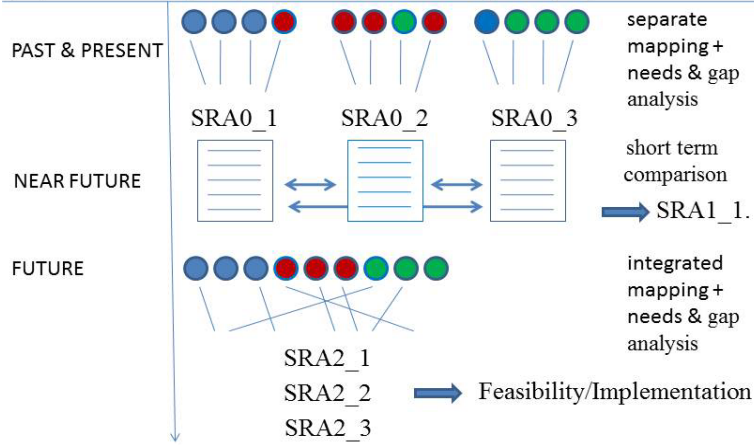 PAST & PRESENT
separate
mapping +
needs & gap
analysis
SRA0_1
SRA0_2
SRA0_3
NEAR FUTURE
short term
comparison
SRA1_1.
FUTURE
integrated
mapping +
needs & gap
analysis
SRA2_1
SRA2_2
SRA2_3
Feasibility/Implementation